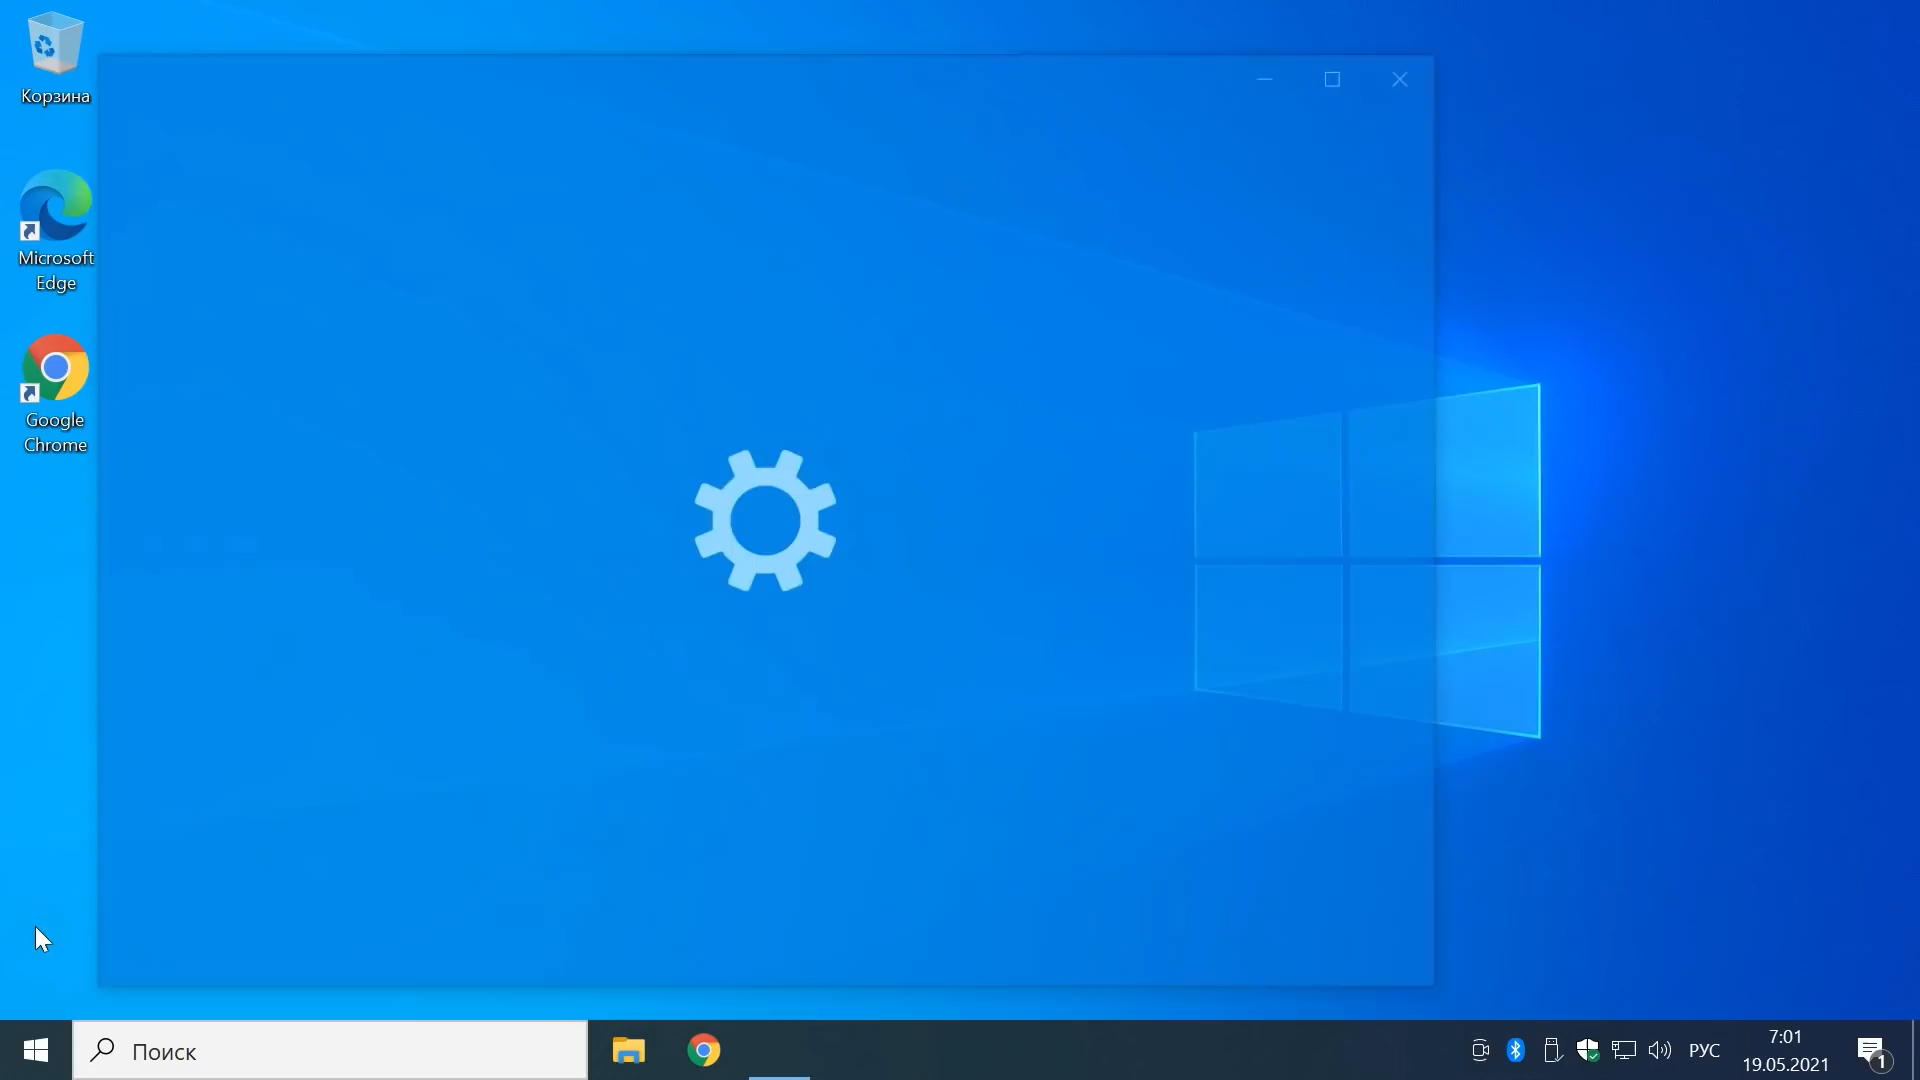 Корзина
Microsoft
Edge
Google
Chrome
Поиск
РУС
7:01
19.05.2021
1